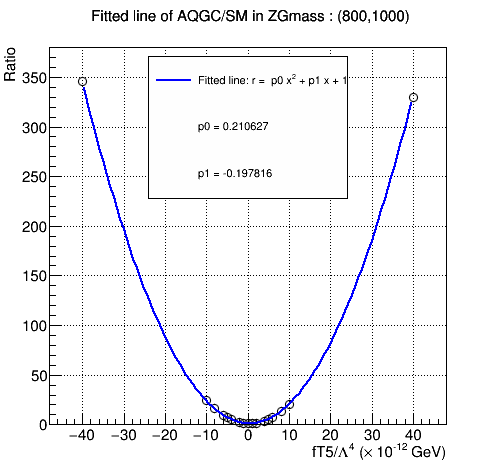 Fitted line of AQGC/SM in ZGmass : (800,1000)
Ratio
Fitted line: r = p0 x² + p1 x + 1
p0 = 0.210627
p1 = -0.197816
350
300
250
200
150
100
50
0
−40 −30 −20 −10 0 10 20 30 40
fT5/Λ⁴ (× 10⁻¹² GeV)